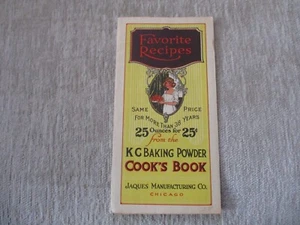 Favorite
Recipes
SAME PRICE
FOR MORE THAN 38 YEARS
25 Ounces for 25¢
from the
K C BAKING POWDER
COOK'S BOOK
JAQUES MANUFACTURING CO.
CHICAGO